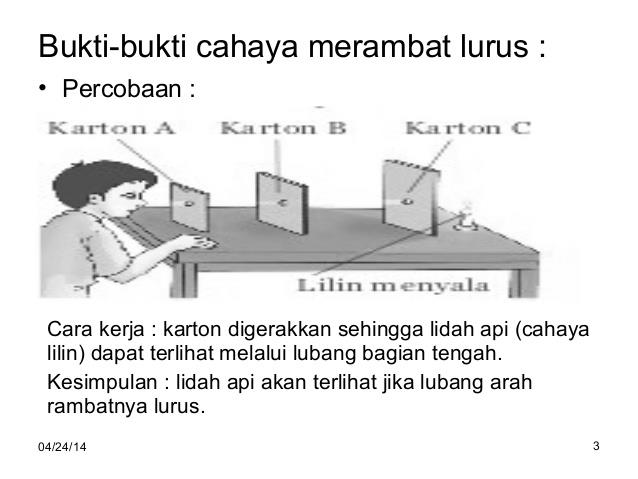 Bukti-bukti cahaya merambat lurus :
• Percobaan :
Karton A Karton B Karton C
Lilin menyala
Cara kerja : karton digerakkan sehingga lidah api (cahaya
lilin) dapat terlihat melalui lubang bagian tengah.
Kesimpulan : lidah api akan terlihat jika lubang arah
rambatnya lurus.
04/24/14 3